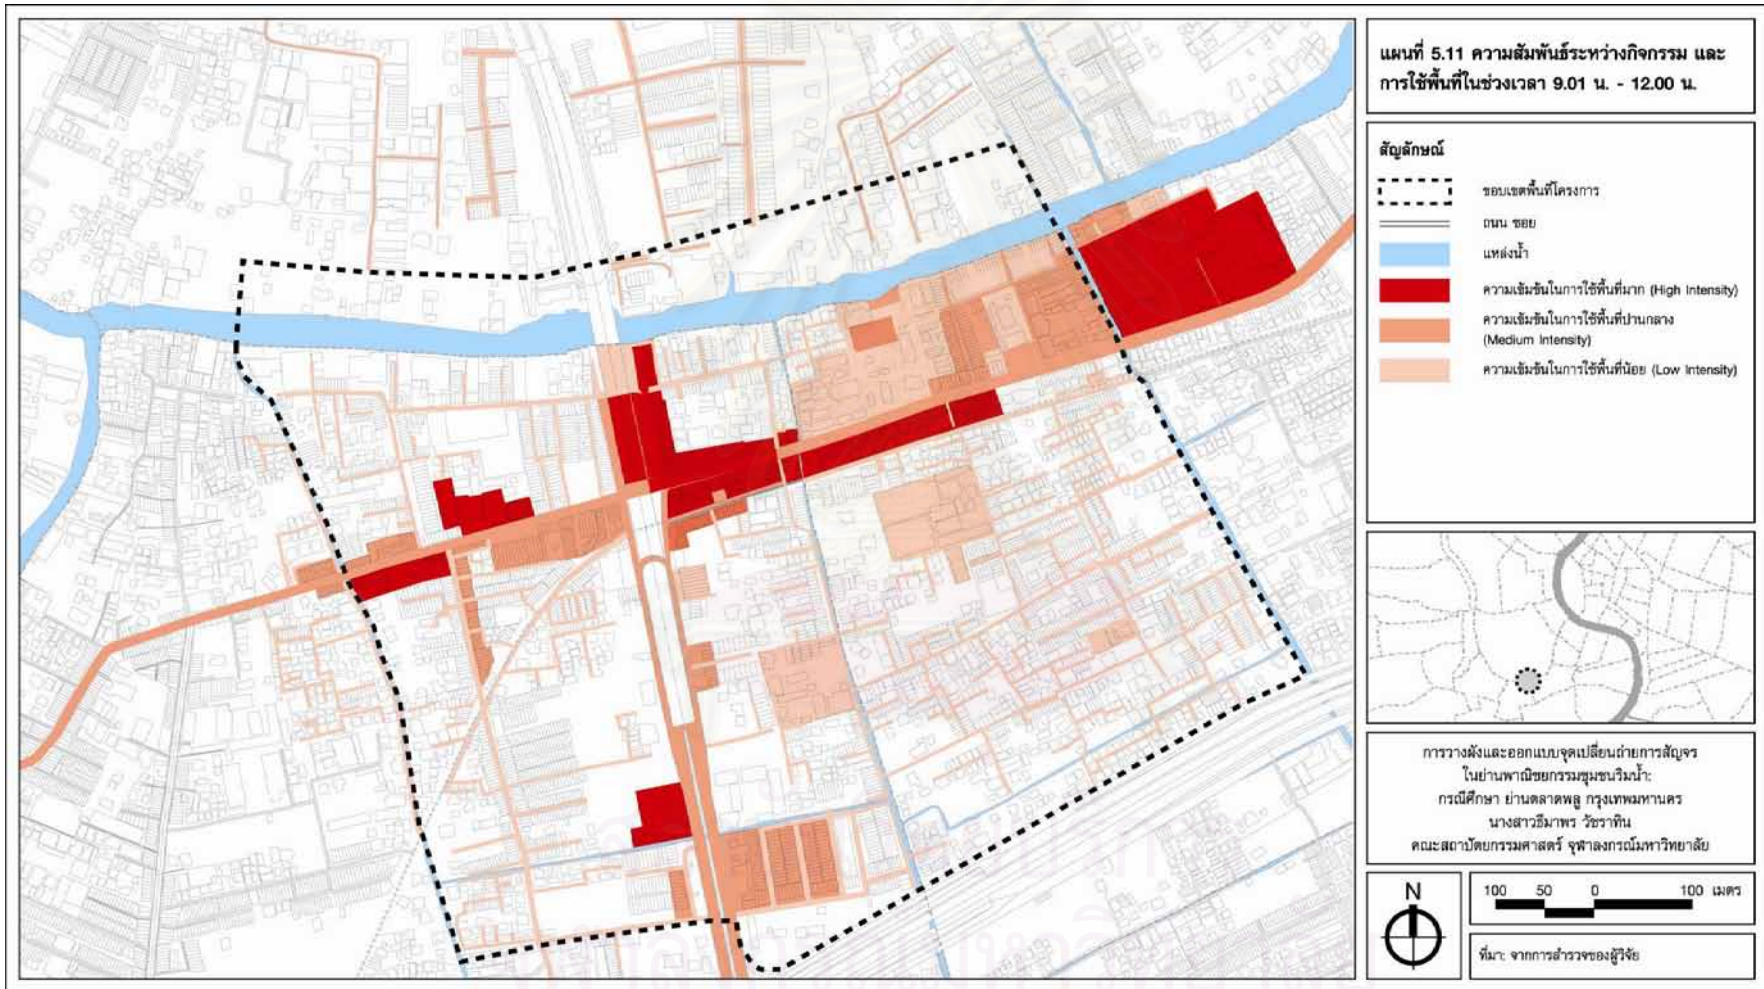 แผนที่ 5.11 ความสัมพันธ์ระหว่างกิจกรรม และ
การใช้พื้นที่ในช่วงเวลา 9.01 น. - 12.00 น.
สัญลักษณ์
ขอบเขตพื้นที่โครงการ
ถนน ซอย
แหล่งน้ำ
ความเข้มข้นในการใช้พื้นที่มาก (High Intensity)
ความเข้มข้นในการใช้พื้นที่ปานกลาง
(Medium Intensity)
ความเข้มข้นในการใช้พื้นที่น้อย (Low Intensity)
การวางผังและออกแบบจุดเปลี่ยนถ่ายการสัญจร
ในย่านพาณิชยกรรมชุมชนริมน้ำ:
กรณีศึกษา ย่านตลาดพลู กรุงเทพมหานคร
นางสาวธีมาพร วัชราทิน
คณะสถาปัตยกรรมศาสตร์ จุฬาลงกรณ์มหาวิทยาลัย
N
100 50 0 100 เมตร
ที่มา: จากการสำรวจของผู้วิจัย